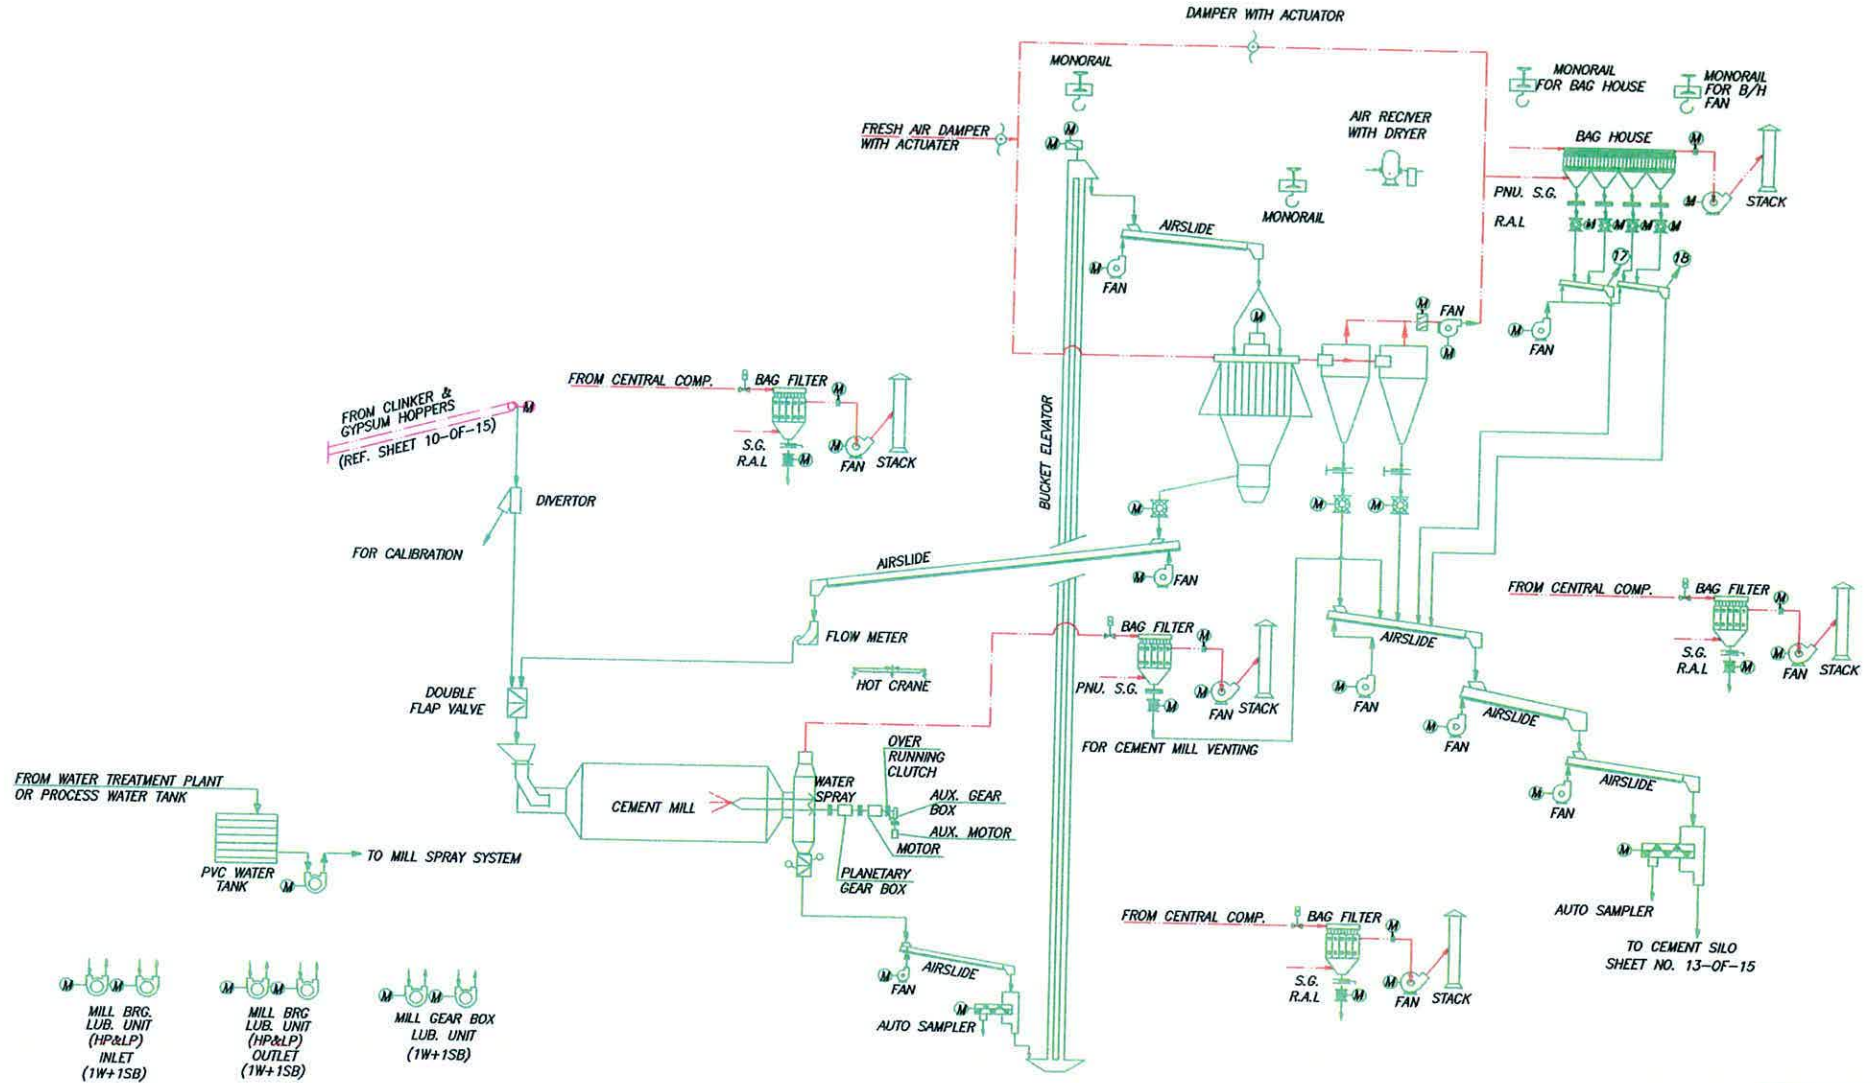 DAMPER WITH ACTUATOR
MONORAIL
MONORAIL
FOR BAG HOUSE
MONORAIL
FOR B/H
FAN
FRESH AIR DAMPER
WITH ACTUATER
M
M
AIR RECIVER
WITH DRYER
BAG HOUSE
M
MONORAIL
PNU. S.G.
M
STACK
R.A.L
M
M
M
M
AIRSLIDE
M
FAN
17
18
M
FAN
M
FAN
M
M
FAN
FROM CLINKER &
GYPSUM HOPPERS
(REF. SHEET 10-OF-15)
M
FROM CENTRAL COMP.
BAG FILTER
M
S.G.
R.A.L
M
M
FAN
STACK
BUCKET ELEVATOR
DIVERTOR
FOR CALIBRATION
M
M
M
AIRSLIDE
M
FAN
FLOW METER
HOT CRANE
BAG FILTER
M
PNU. S.G.
M
M
FAN
STACK
FOR CEMENT MILL VENTING
AIRSLIDE
M
FAN
FROM CENTRAL COMP.
BAG FILTER
M
S.G.
R.A.L
M
M
FAN
STACK
DOUBLE
FLAP VALVE
AIRSLIDE
M
FAN
AIRSLIDE
M
FAN
OVER
RUNNING
CLUTCH
WATER
SPRAY
CEMENT MILL
AUX. GEAR
BOX
AUX. MOTOR
MOTOR
PLANETARY
GEAR BOX
FROM WATER TREATMENT PLANT
OR PROCESS WATER TANK
PVC WATER
TANK
M
TO MILL SPRAY SYSTEM
M
AUTO SAMPLER
TO CEMENT SILO
SHEET NO. 13-OF-15
FROM CENTRAL COMP.
BAG FILTER
M
S.G.
R.A.L
M
M
FAN
STACK
AIRSLIDE
M
FAN
M
AUTO SAMPLER
M
M
MILL BRG.
LUB. UNIT
(HP&LP)
INLET
(1W+1SB)
M
M
MILL BRG
LUB. UNIT
(HP&LP)
OUTLET
(1W+1SB)
M
M
MILL GEAR BOX
LUB. UNIT
(1W+1SB)